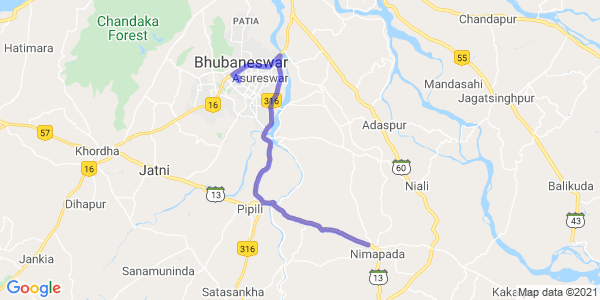 PATIA
Chandapur
Chandaka
Forest
Hatimara
Bhubaneswar
55
Asureswar
Mandasahi
16
316
Jagatsinghpur
57
Adaspur
Khordha
16
Jatni
60
13
Niali
Balikuda
Dihapur
Pipili
43
316
Nimapada
Jankia
Sanamuninda
13
Google
Satasankha
Kaka
Map data ©2021